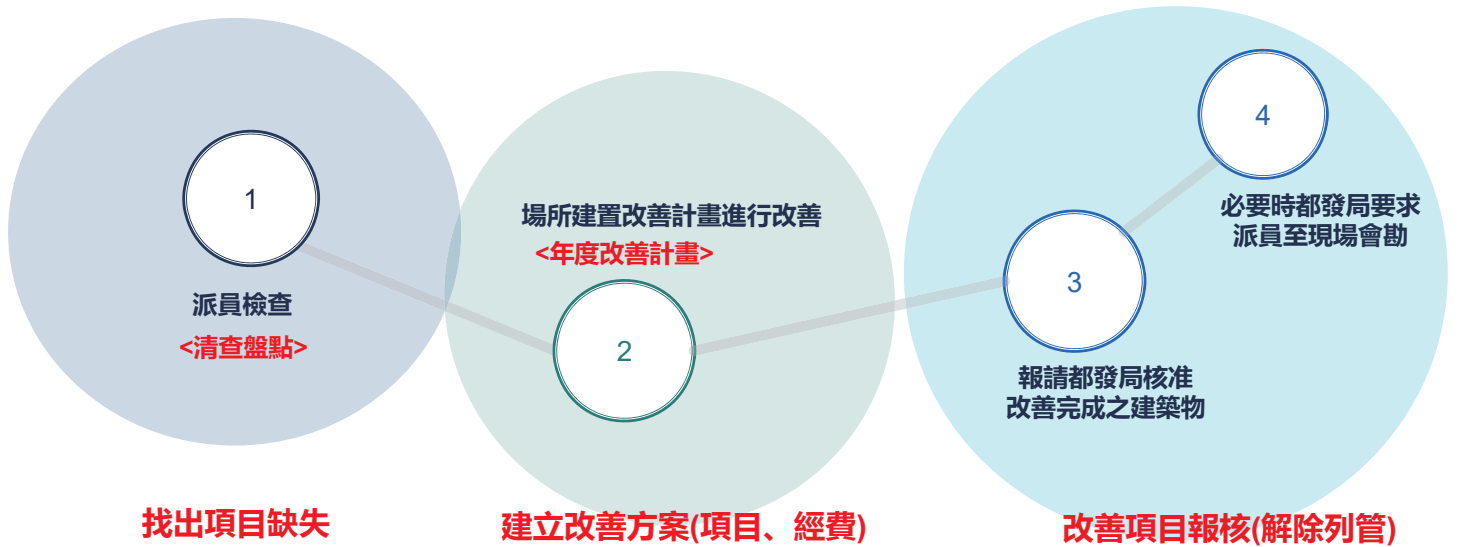 1
派員檢查
<清查盤點>
找出項目缺失
場所建置改善計畫進行改善
<年度改善計畫>
2
建立改善方案(項目、經費)
3
報請都發局核准
改善完成之建築物
4
必要時都發局要求
派員至現場會勘
改善項目報核(解除列管)